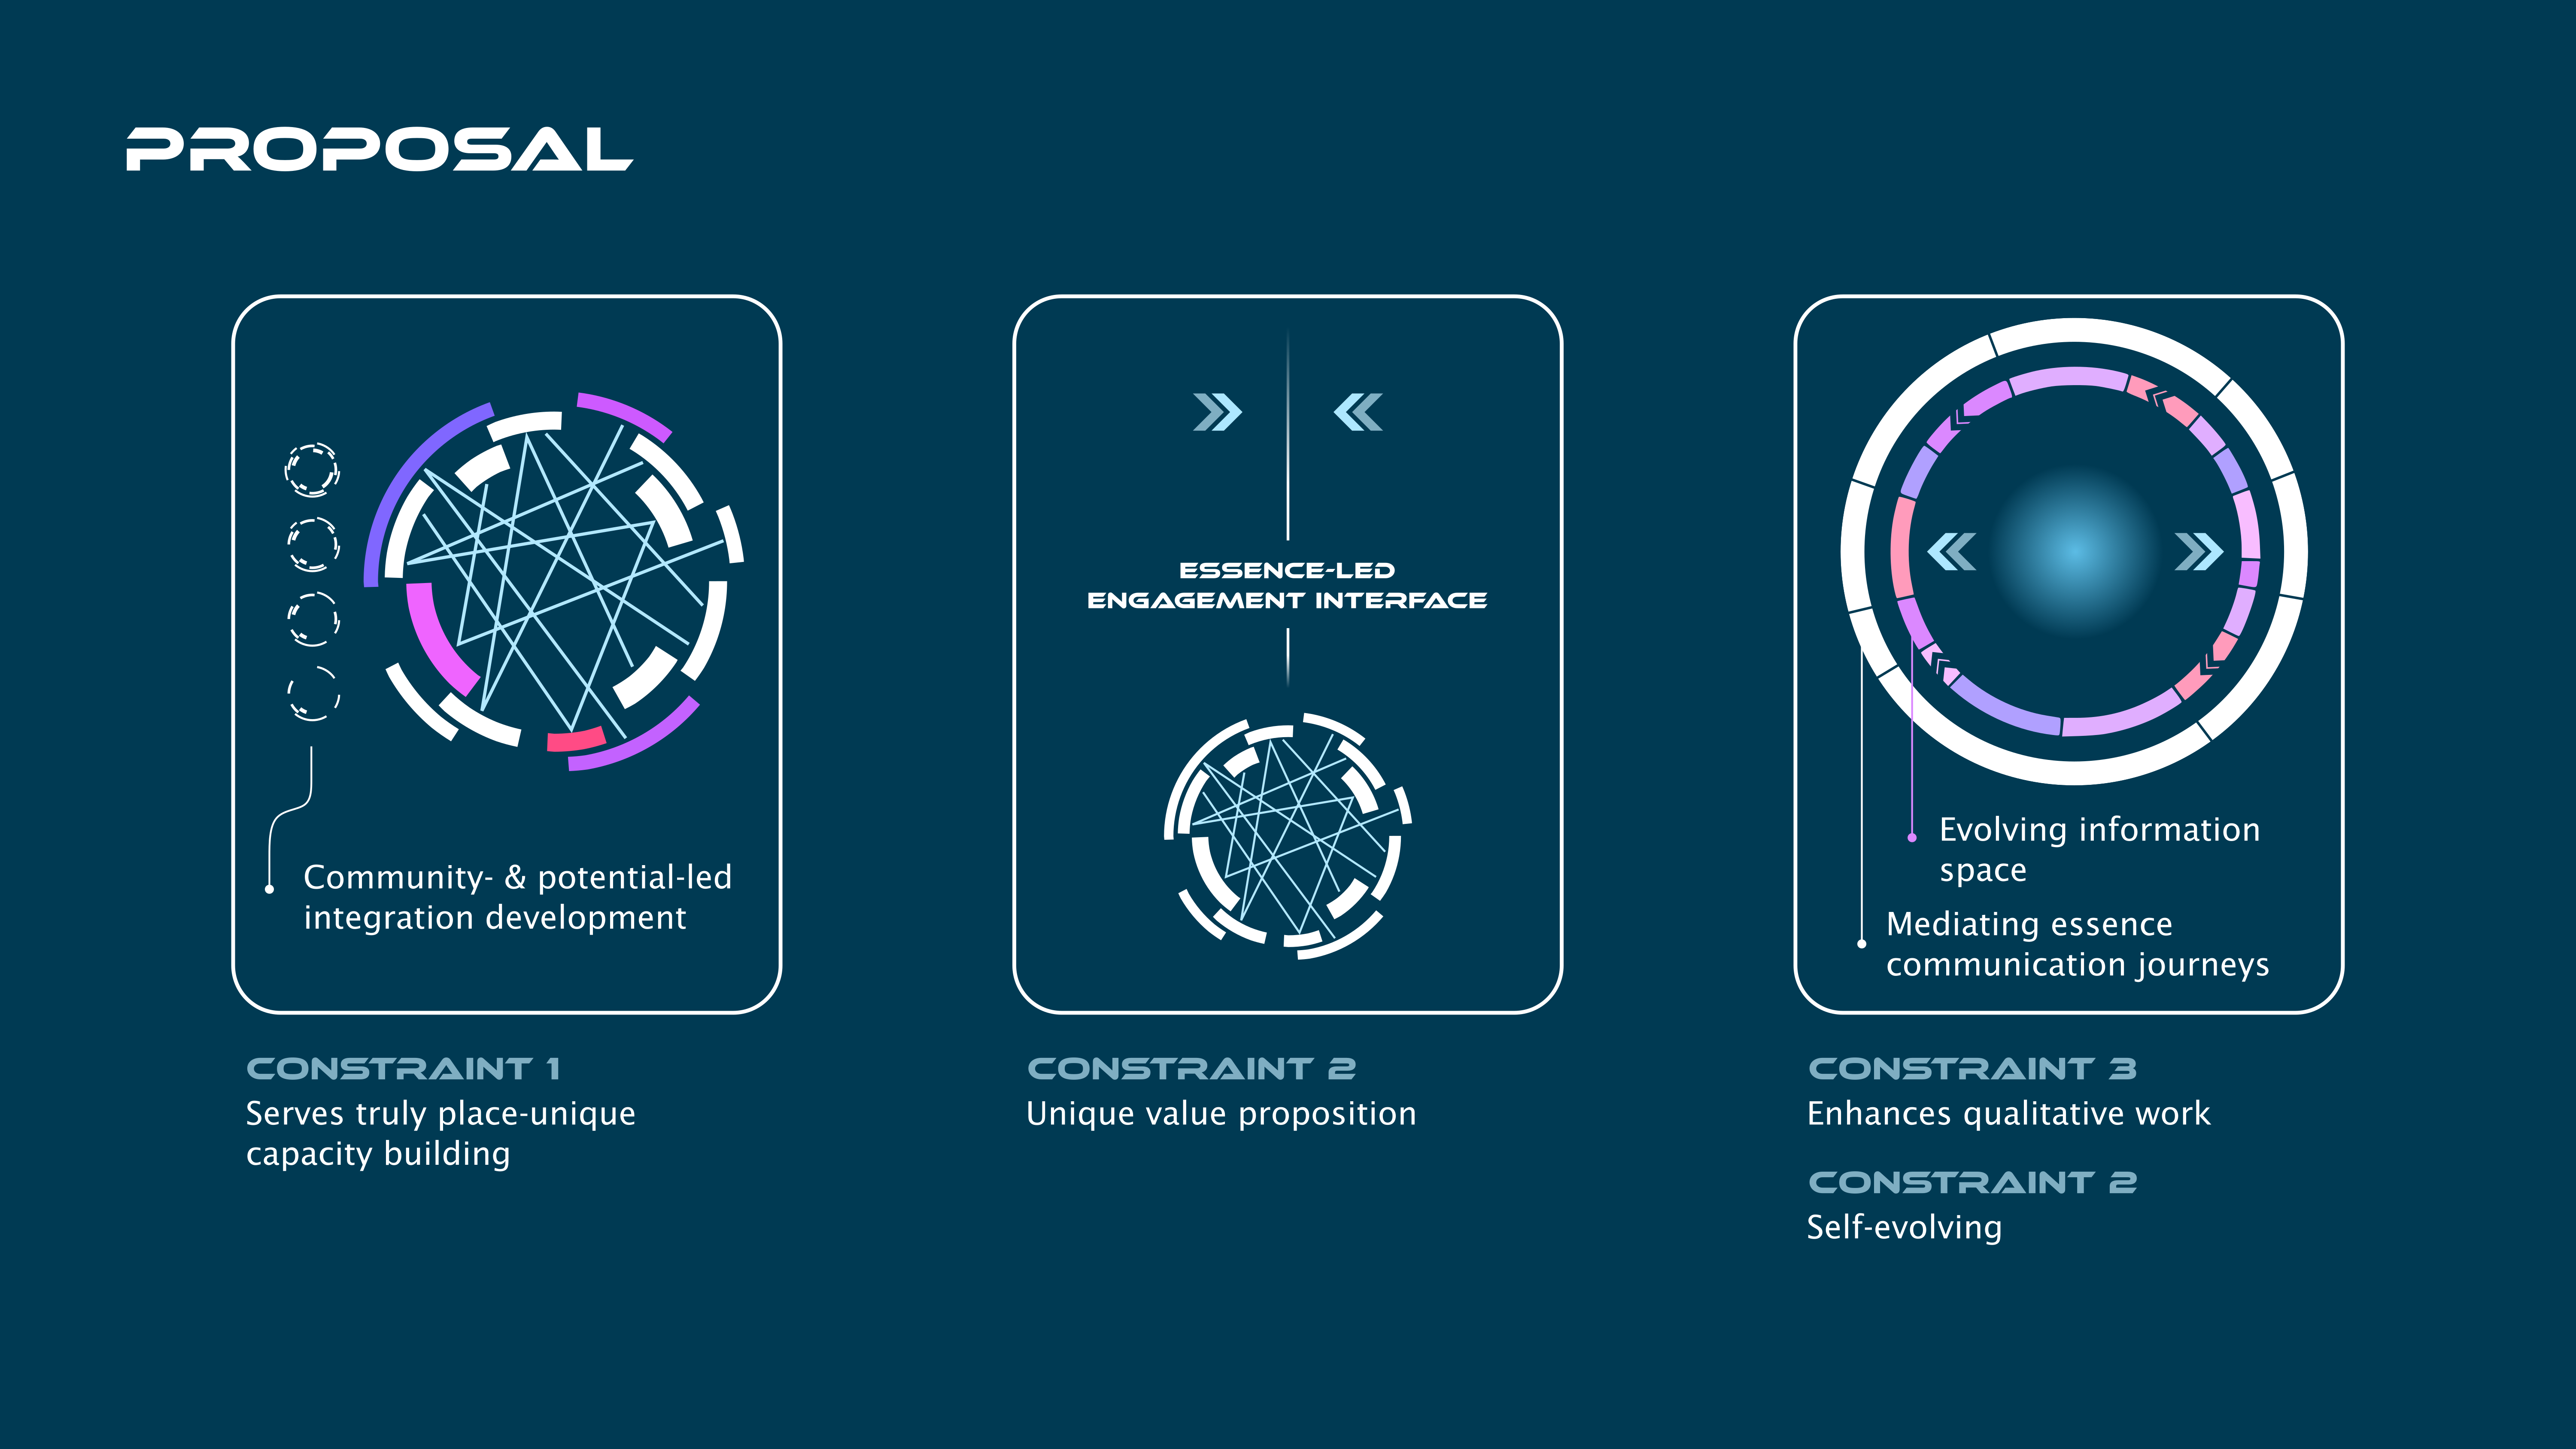 PROPOSAL
Community- & potential-led
integration development
CONSTRAINT 1
Serves truly place-unique
capacity building
ESSENCE-LED
ENGAGEMENT INTERFACE
CONSTRAINT 2
Unique value proposition
Evolving information
space
Mediating essence
communication journeys
CONSTRAINT 3
Enhances qualitative work
CONSTRAINT 2
Self-evolving